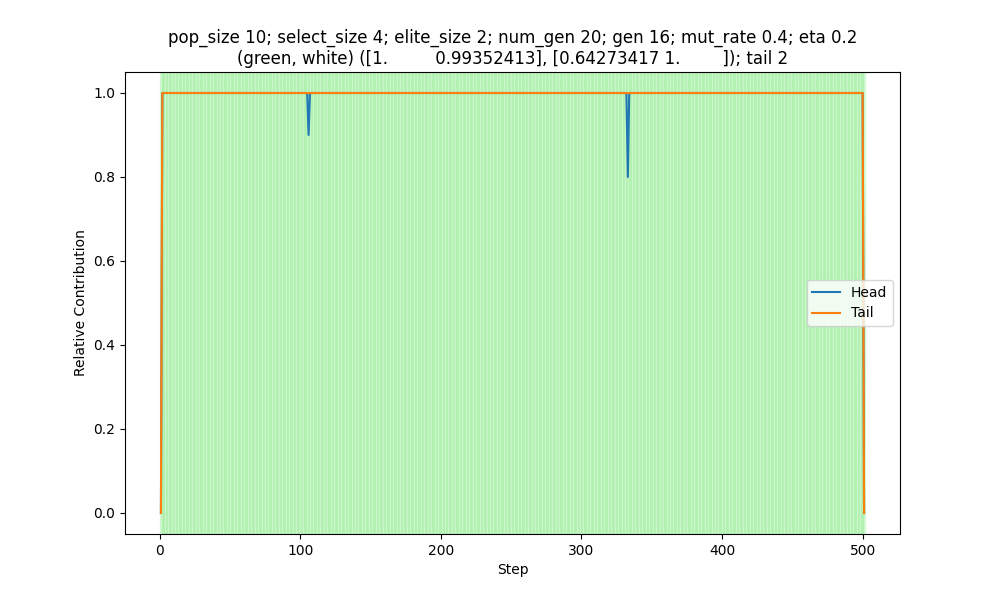 pop_size 10; select_size 4; elite_size 2; num_gen 20; gen 16; mut_rate 0.4; eta 0.2
(green, white) ([1.         0.99352413], [0.64273417 1.        ]); tail 2
1.0
0.8
0.6
0.4
0.2
0.0
Relative Contribution
Head
Tail
0
100
200
300
400
500
Step